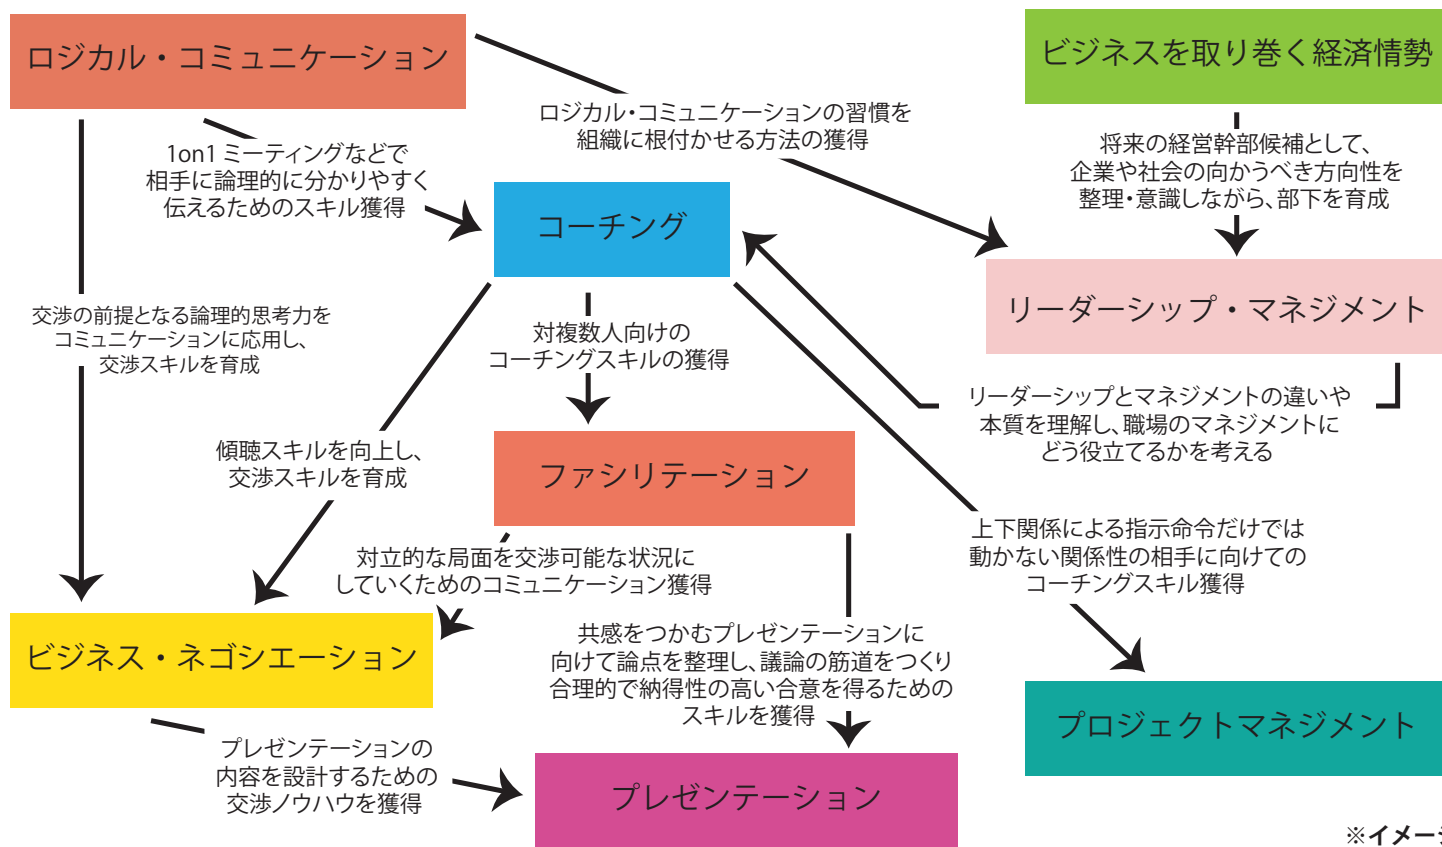 ロジカル・コミュニケーション
ビジネスを取り巻く経済情勢
ロジカル・コミュニケーションの習慣を
組織に根付かせる方法の獲得
1on1 ミーティングなどで
相手に論理的に分かりやすく
伝えるためのスキル獲得
将来の経営幹部候補として、
企業や社会の向かうべき方向性を
整理・意識しながら、部下を育成
コーチング
リーダーシップ・マネジメント
交渉の前提となる論理的思考力を
コミュニケーションに応用し、
交渉スキルを育成
対複数人向けの
コーチングスキルの獲得
リーダーシップとマネジメントの違いや
本質を理解し、職場のマネジメントに
どう役立てるかを考える
傾聴スキルを向上し、
交渉スキルを育成
ファシリテーション
上下関係による指示命令だけでは
動かない関係性の相手に向けての
コーチングスキル獲得
対立的な局面を交渉可能な状況に
していくためのコミュニケーション獲得
ビジネス・ネゴシエーション
共感をつかむプレゼンテーションに
向けて論点を整理し、議論の筋道をつくり
合理的で納得性の高い合意を得るための
スキルを獲得
プロジェクトマネジメント
プレゼンテーションの
内容を設計するための
交渉ノウハウを獲得
プレゼンテーション
※イメージ